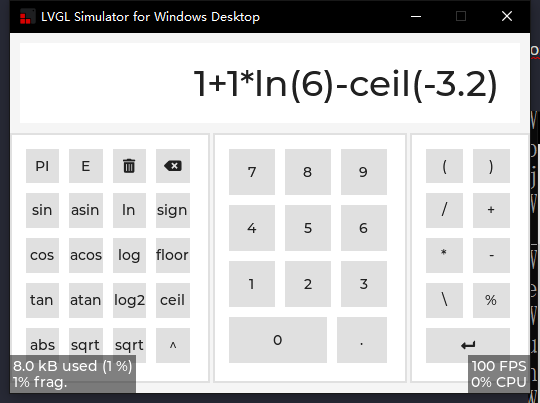 LVGL Simulator for Windows Desktop
1+1*ln(6)-ceil(-3.2)
PI E
sin asin ln sign
cos acos log floor
tan atan log2 ceil
abs sqrt sqrt ^
7 8 9
4 5 6
1 2 3
0 .
( )
/ +
* -
\ %
8.0 kB used (1 %)
1% frag.
100 FPS
0% CPU